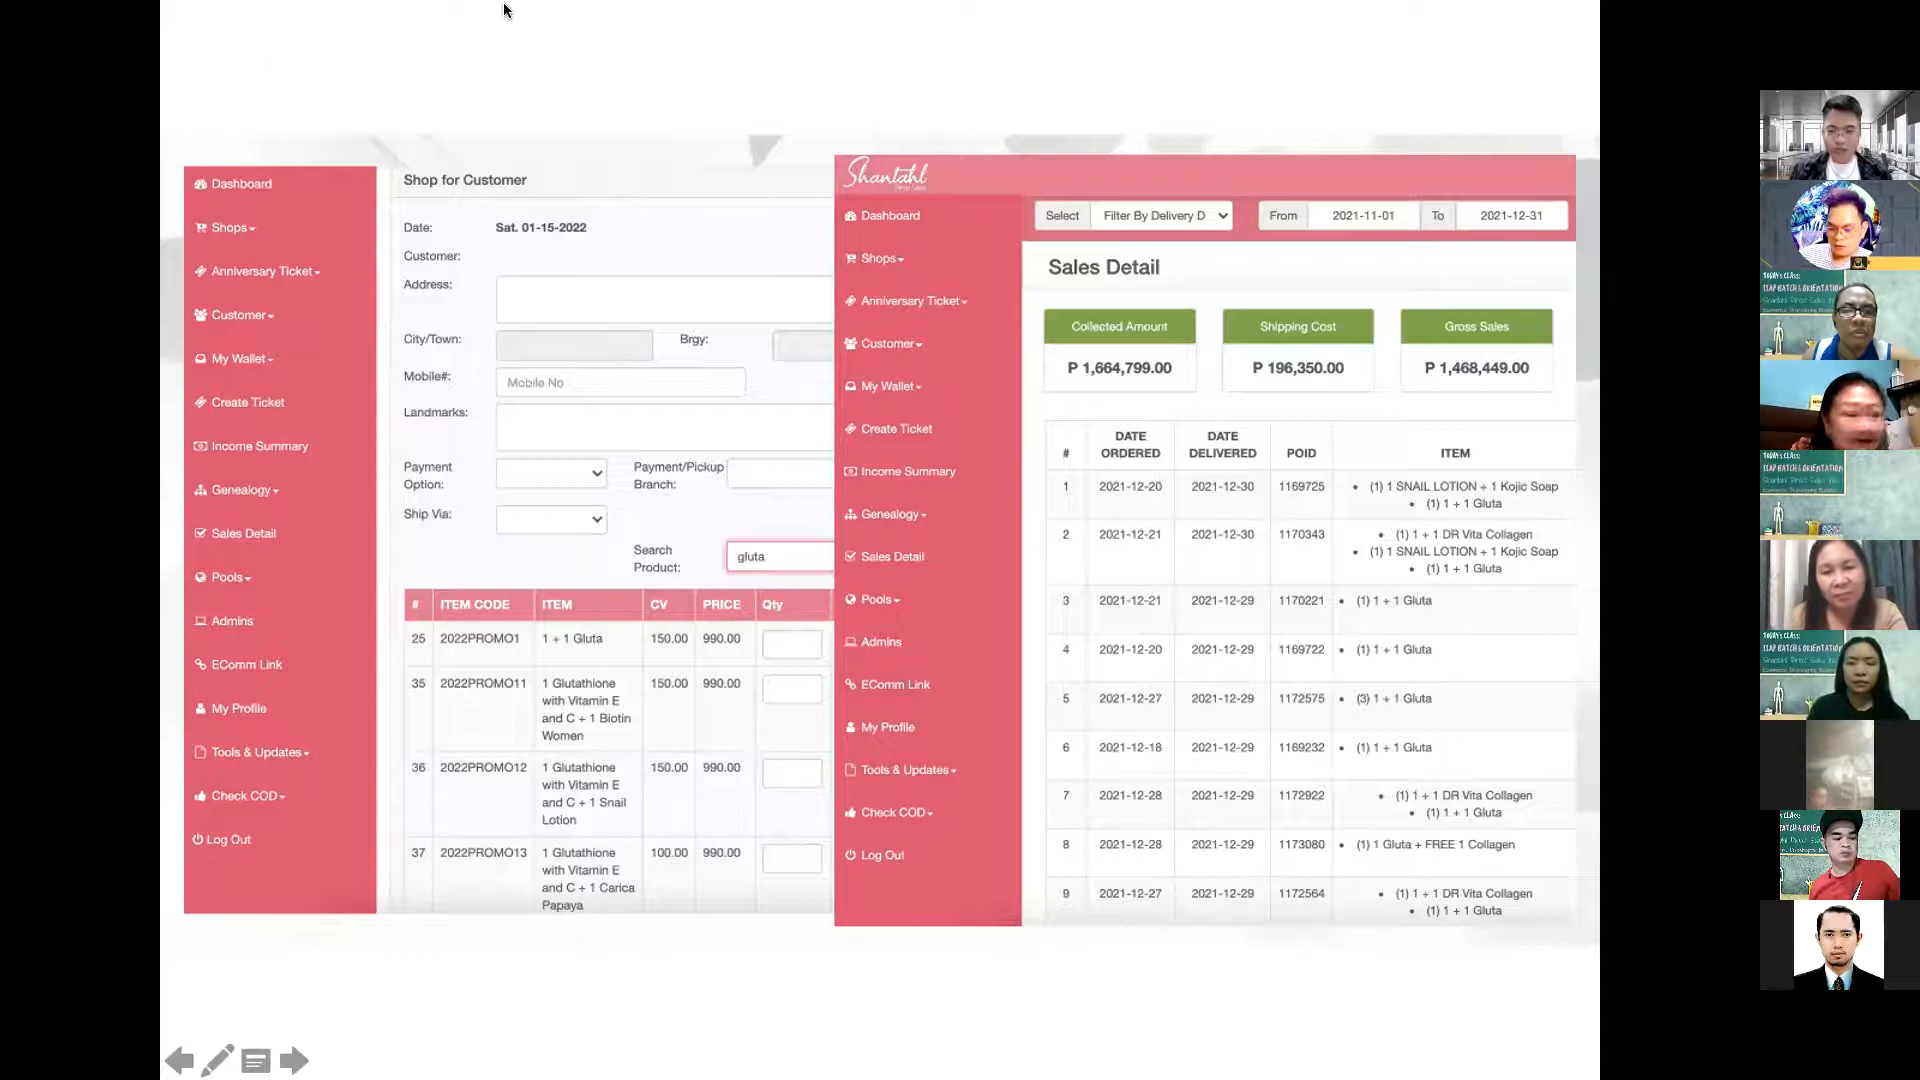 Dashboard
Shops
Anniversary Ticket
Customer
My Wallet
Create Ticket
Income Summary
Genealogy
Sales Detail
Pools
Admins
EComm Link
My Profile
Tools & Updates
Check COD
Log Out
Shop for Customer
Date: Sat. 01-15-2022
Customer:
Address:
City/Town: Brgy:
Mobile#: Mobile No
Landmarks:
Payment Option: Payment/Pickup Branch:
Ship Via:
Search Product: gluta
# ITEM CODE ITEM CV PRICE Qty
25 2022PROMO1 1 + 1 Gluta 150.00 990.00
35 2022PROMO11 1 Glutathione 150.00 990.00
with Vitamin E
and C + 1 Biotin
Women
36 2022PROMO12 1 Glutathione 150.00 990.00
with Vitamin E
and C + 1 Snail
Lotion
37 2022PROMO13 1 Glutathione 100.00 990.00
with Vitamin E
and C + 1 Carica
Papaya
Shantahl
Dashboard
Shops
Anniversary Ticket
Customer
My Wallet
Create Ticket
Income Summary
Genealogy
Sales Detail
Pools
Admins
EComm Link
My Profile
Tools & Updates
Check COD
Log Out
Select Filter By Delivery D From 2021-11-01 To 2021-12-31
Sales Detail
Collected Amount Shipping Cost Gross Sales
P 1,664,799.00 P 196,350.00 P 1,468,449.00
# DATE ORDERED DATE DELIVERED POID ITEM
1 2021-12-20 2021-12-30 1169725 • (1) 1 SNAIL LOTION + 1 Kojic Soap
• (1) 1 + 1 Gluta
2 2021-12-21 2021-12-30 1170343 • (1) 1 + 1 DR Vita Collagen
• (1) 1 SNAIL LOTION + 1 Kojic Soap
• (1) 1 + 1 Gluta
3 2021-12-21 2021-12-29 1170221 • (1) 1 + 1 Gluta
4 2021-12-20 2021-12-29 1169722 • (1) 1 + 1 Gluta
5 2021-12-27 2021-12-29 1172575 • (3) 1 + 1 Gluta
6 2021-12-18 2021-12-29 1169232 • (1) 1 + 1 Gluta
7 2021-12-28 2021-12-29 1172922 • (1) 1 + 1 DR Vita Collagen
• (1) 1 + 1 Gluta
8 2021-12-28 2021-12-29 1173080 • (1) 1 Gluta + FREE 1 Collagen
9 2021-12-27 2021-12-29 1172564 • (1) 1 + 1 DR Vita Collagen
• (1) 1 + 1 Gluta
TODAY'S CLASS:
TODAY'S CLASS:
TODAY'S CLASS: